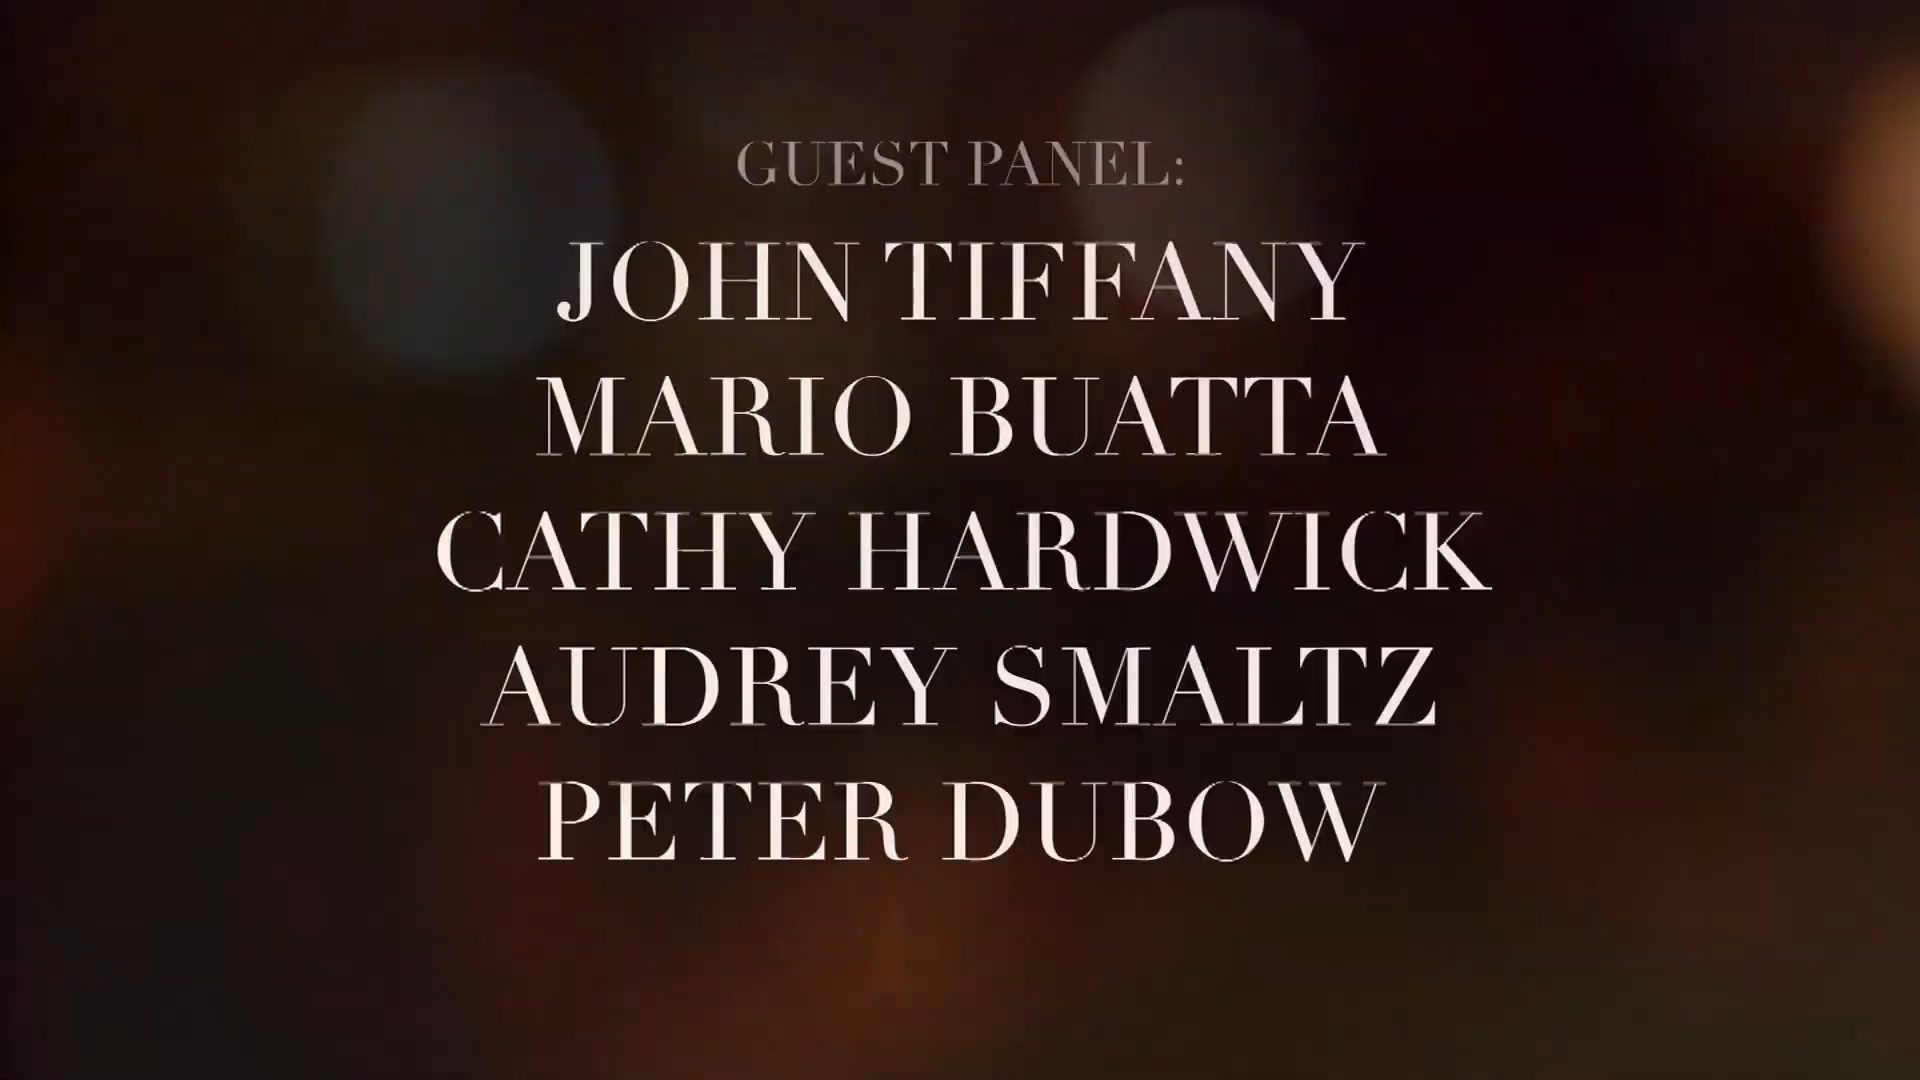 GUEST PANEL:
JOHN TIFFANY
MARIO BUATTA
CATHY HARDWICK
AUDREY SMALTZ
PETER DUBOW